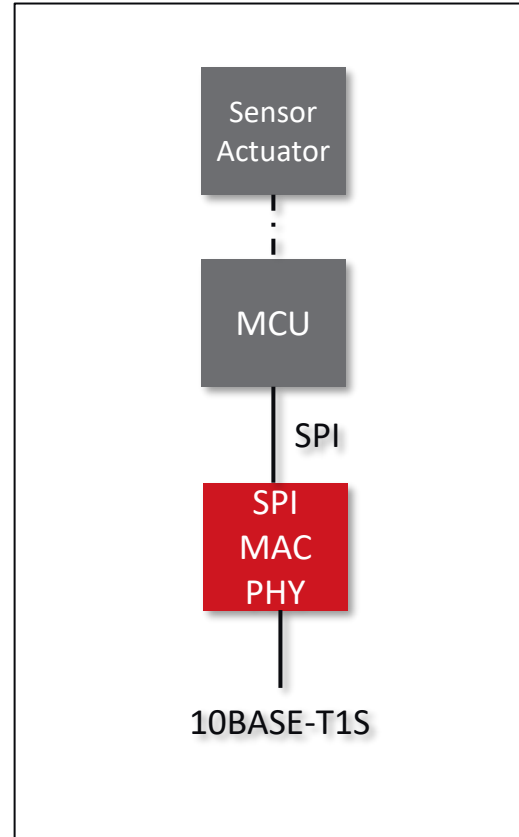 Sensor
Actuator
MCU
SPI
SPI
MAC
PHY
10BASE-T1S